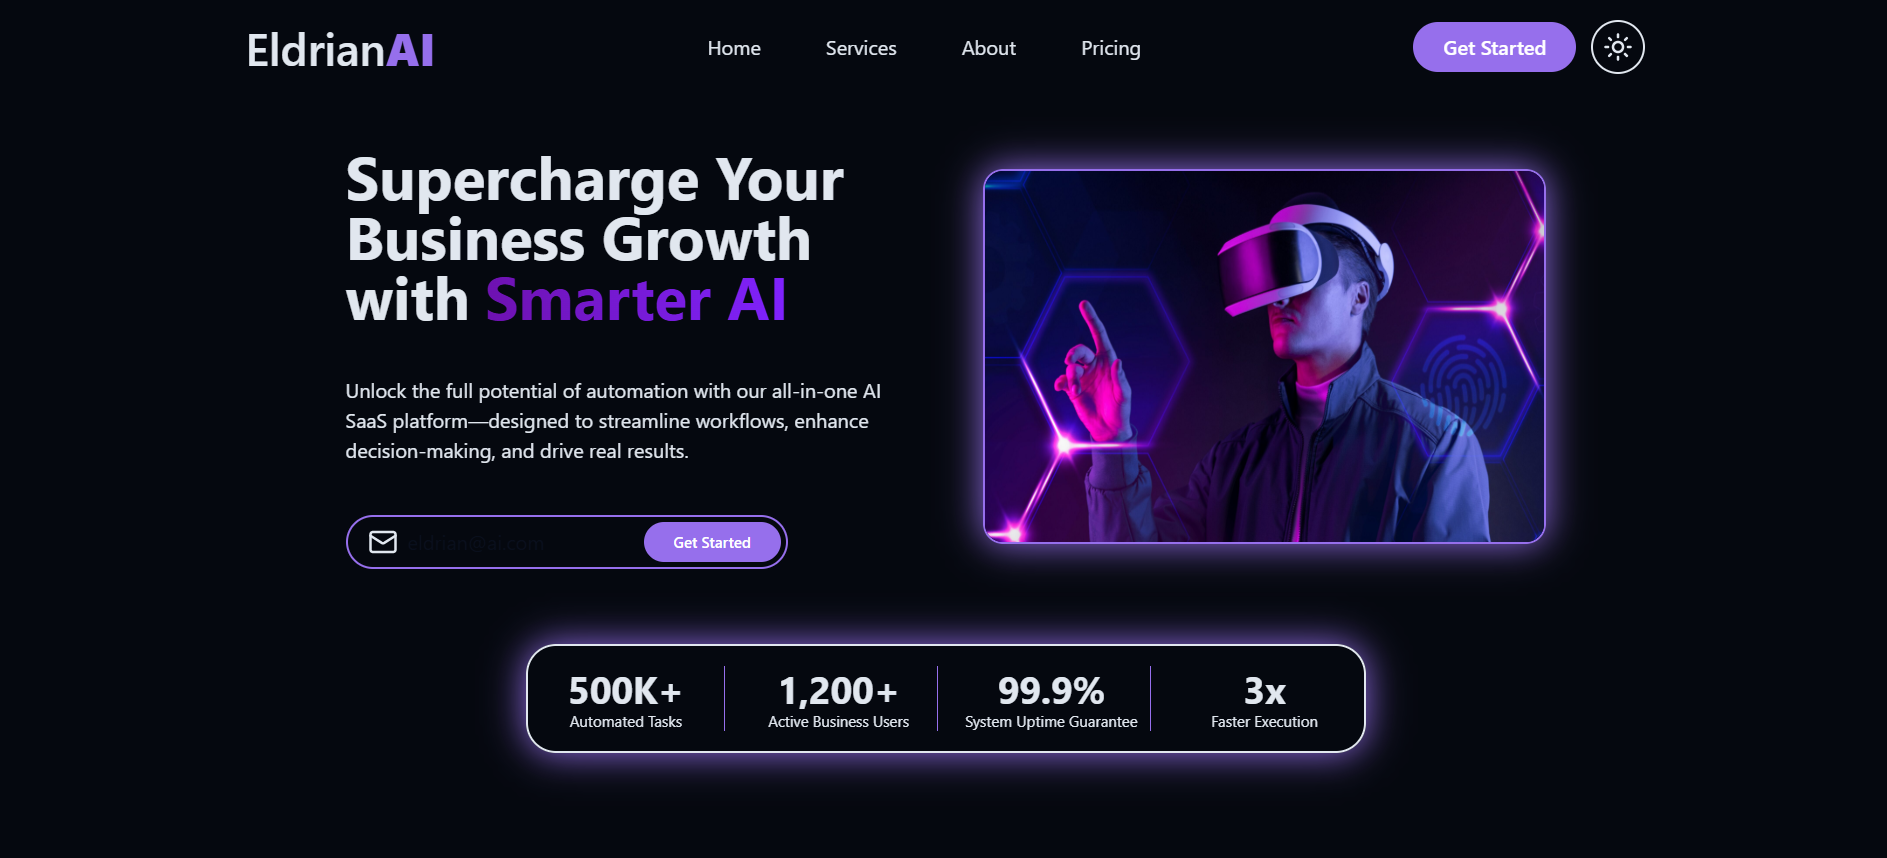 EldrianAI
Home
Services
About
Pricing
Get Started
Supercharge Your
Business Growth
with Smarter AI
Unlock the full potential of automation with our all-in-one AI
SaaS platform—designed to streamline workflows, enhance
decision-making, and drive real results.
eldrian@ai.com
Get Started
500K+
Automated Tasks
1,200+
Active Business Users
99.9%
System Uptime Guarantee
3x
Faster Execution